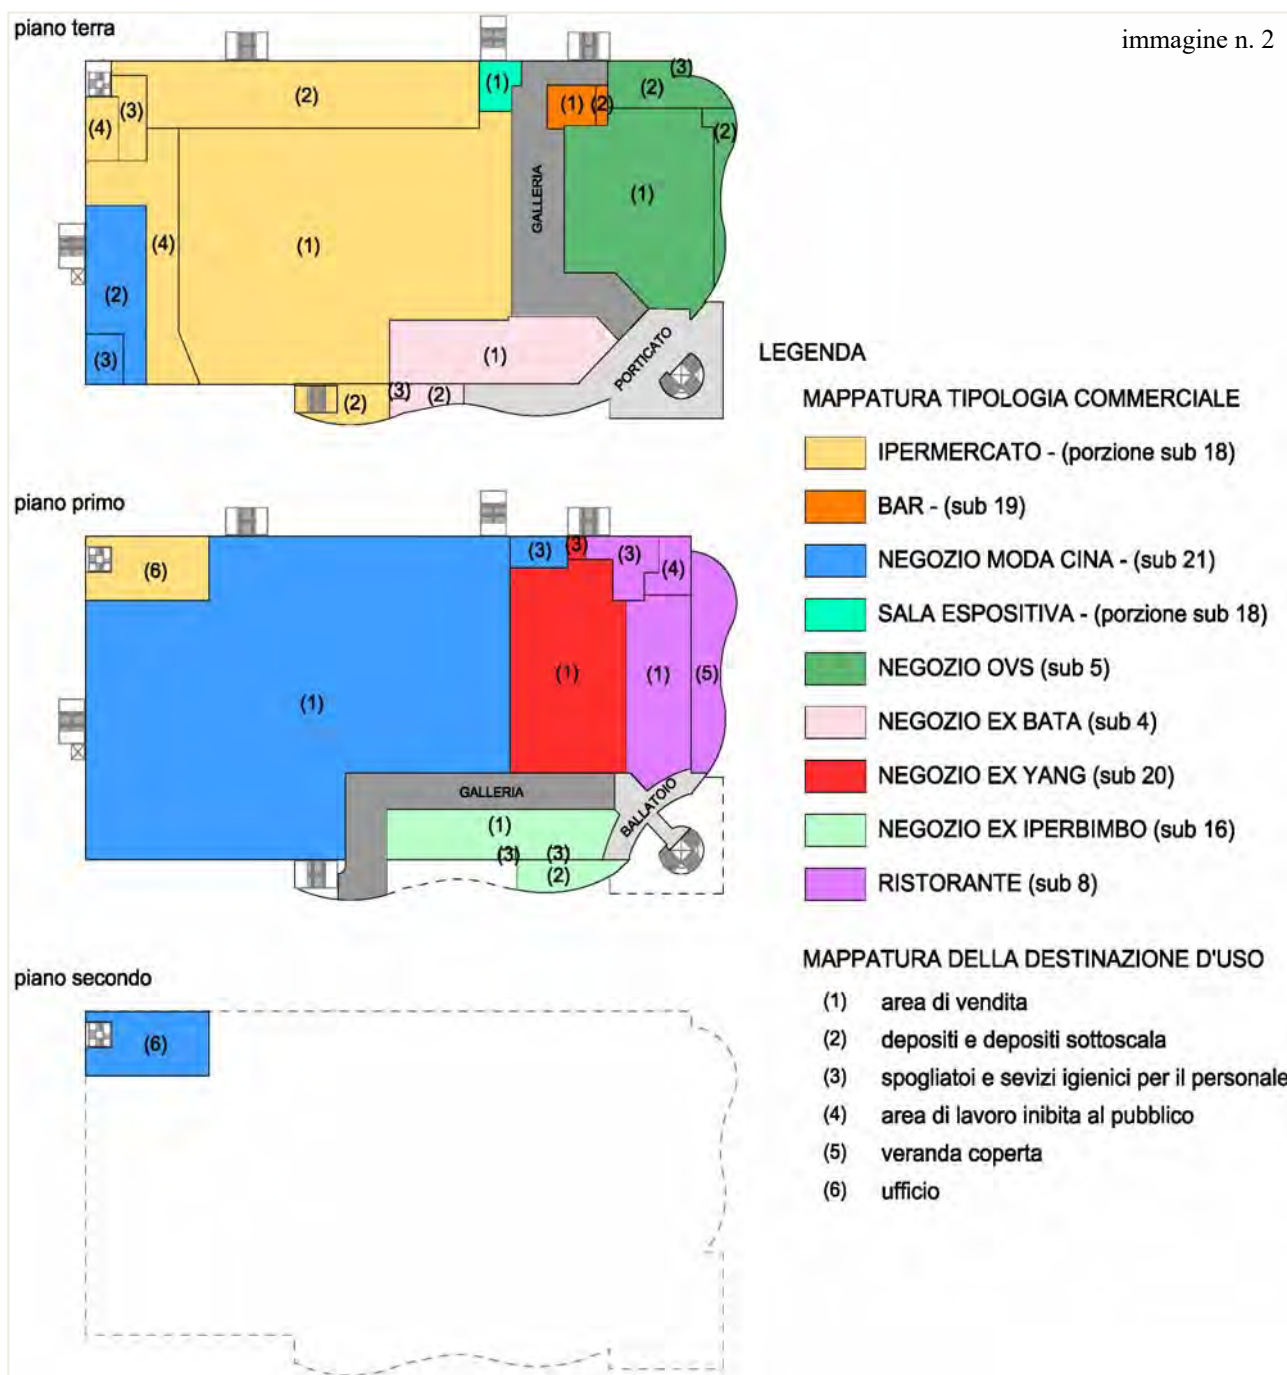 piano terra
immagine n. 2
(3)
(1)
(2)
(2)
(1)
(2)
(3)
(4)
(2)
GALLERIA
(1)
(4)
(1)
(2)
(3)
(1)
PORTICATO
(3)
(2)
(2)
piano primo
(3)
(3)
(3)
(4)
(6)
(1)
(1)
(1)
(5)
GALLERIA
BALLATOIO
(1)
(3)
(3)
(2)
piano secondo
(6)
LEGENDA
MAPPATURA TIPOLOGIA COMMERCIALE
IPERMERCATO - (porzione sub 18)
BAR - (sub 19)
NEGOZIO MODA CINA - (sub 21)
SALA ESPOSITIVA - (porzione sub 18)
NEGOZIO OVS (sub 5)
NEGOZIO EX BATA (sub 4)
NEGOZIO EX YANG (sub 20)
NEGOZIO EX IPERBIMBO (sub 16)
RISTORANTE (sub 8)
MAPPATURA DELLA DESTINAZIONE D'USO
(1) area di vendita
(2) depositi e depositi sottoscala
(3) spogliatoi e sevizi igienici per il personale
(4) area di lavoro inibita al pubblico
(5) veranda coperta
(6) ufficio